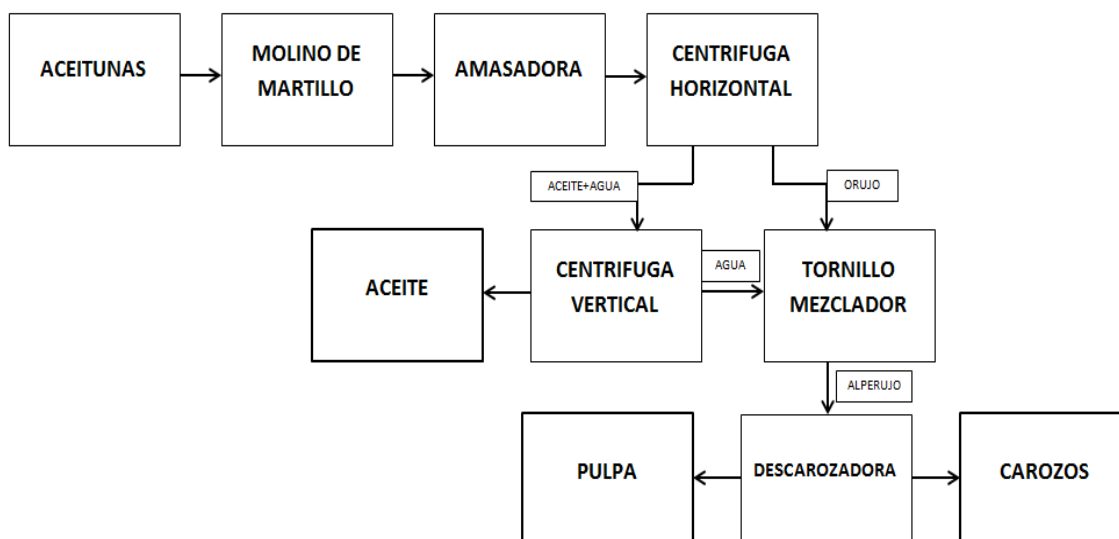 ACEITUNAS
MOLINO DE
MARTILLO
AMASADORA
CENTRIFUGA
HORIZONTAL
ACEITE+AGUA
ORUJO
ACEITE
CENTRIFUGA
VERTICAL
AGUA
TORNILLO
MEZCLADOR
ALPERUJO
PULPA
DESCAROZADORA
CAROZOS